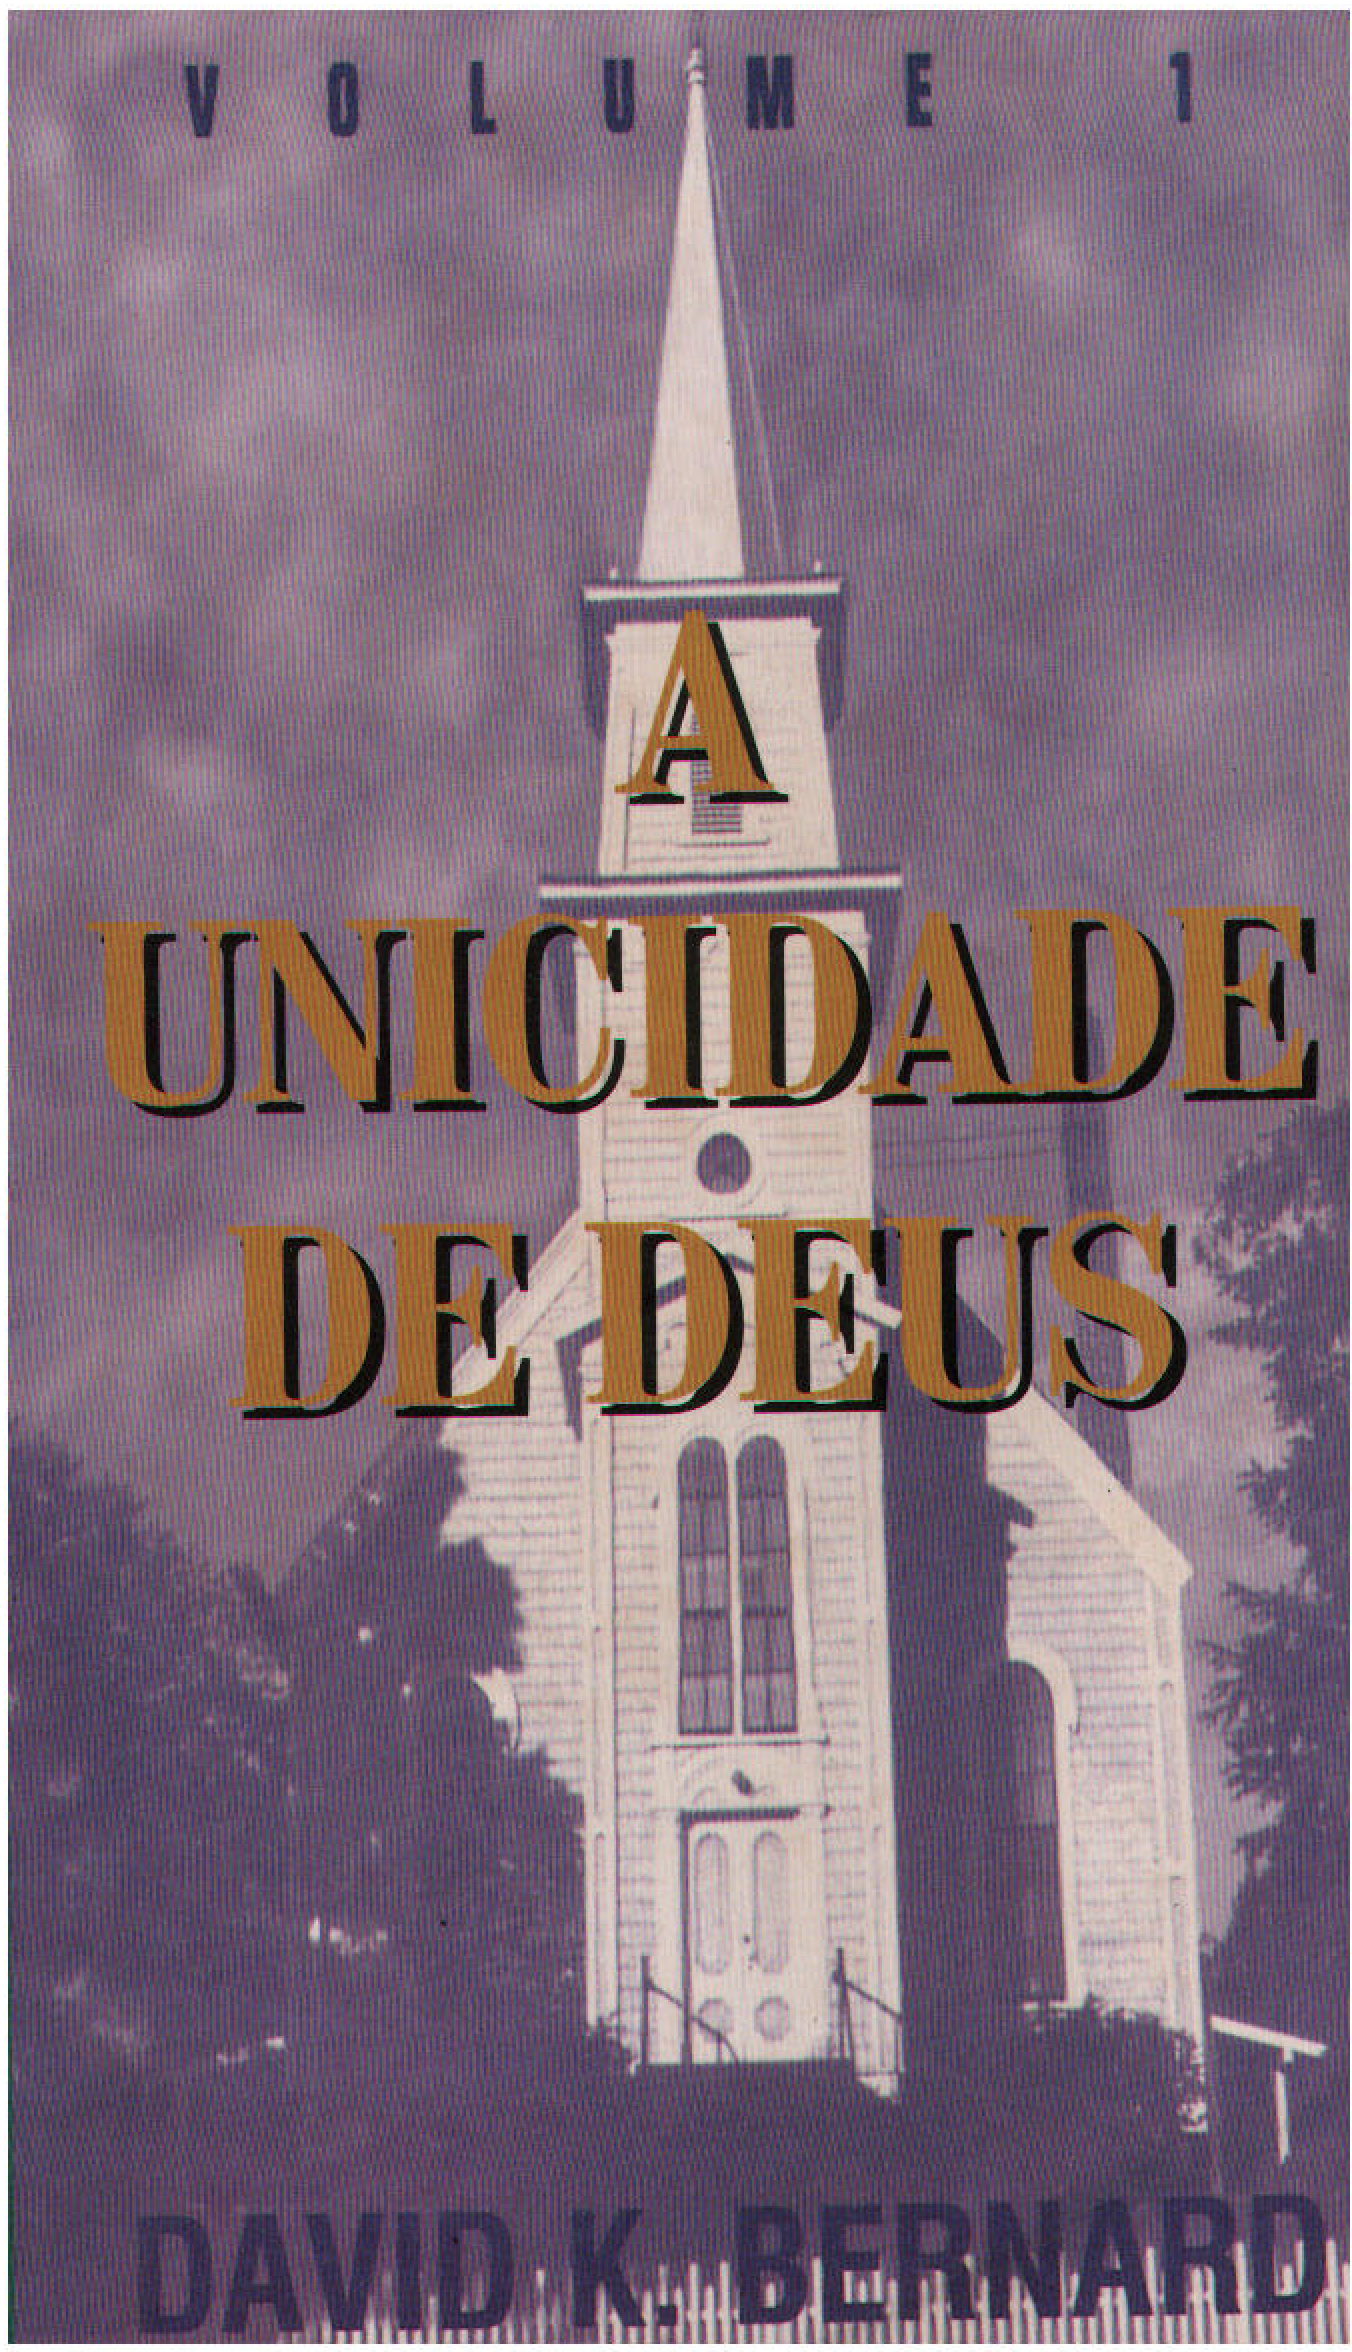 VOLUME 1
A
UNICIDADE
DE DEUS
DAVID K. BERNARD